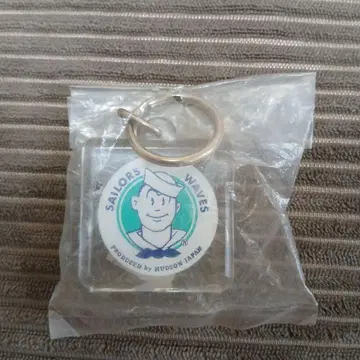 SAILORS WAVES
PRODUCED by HUDSON JAPAN
®